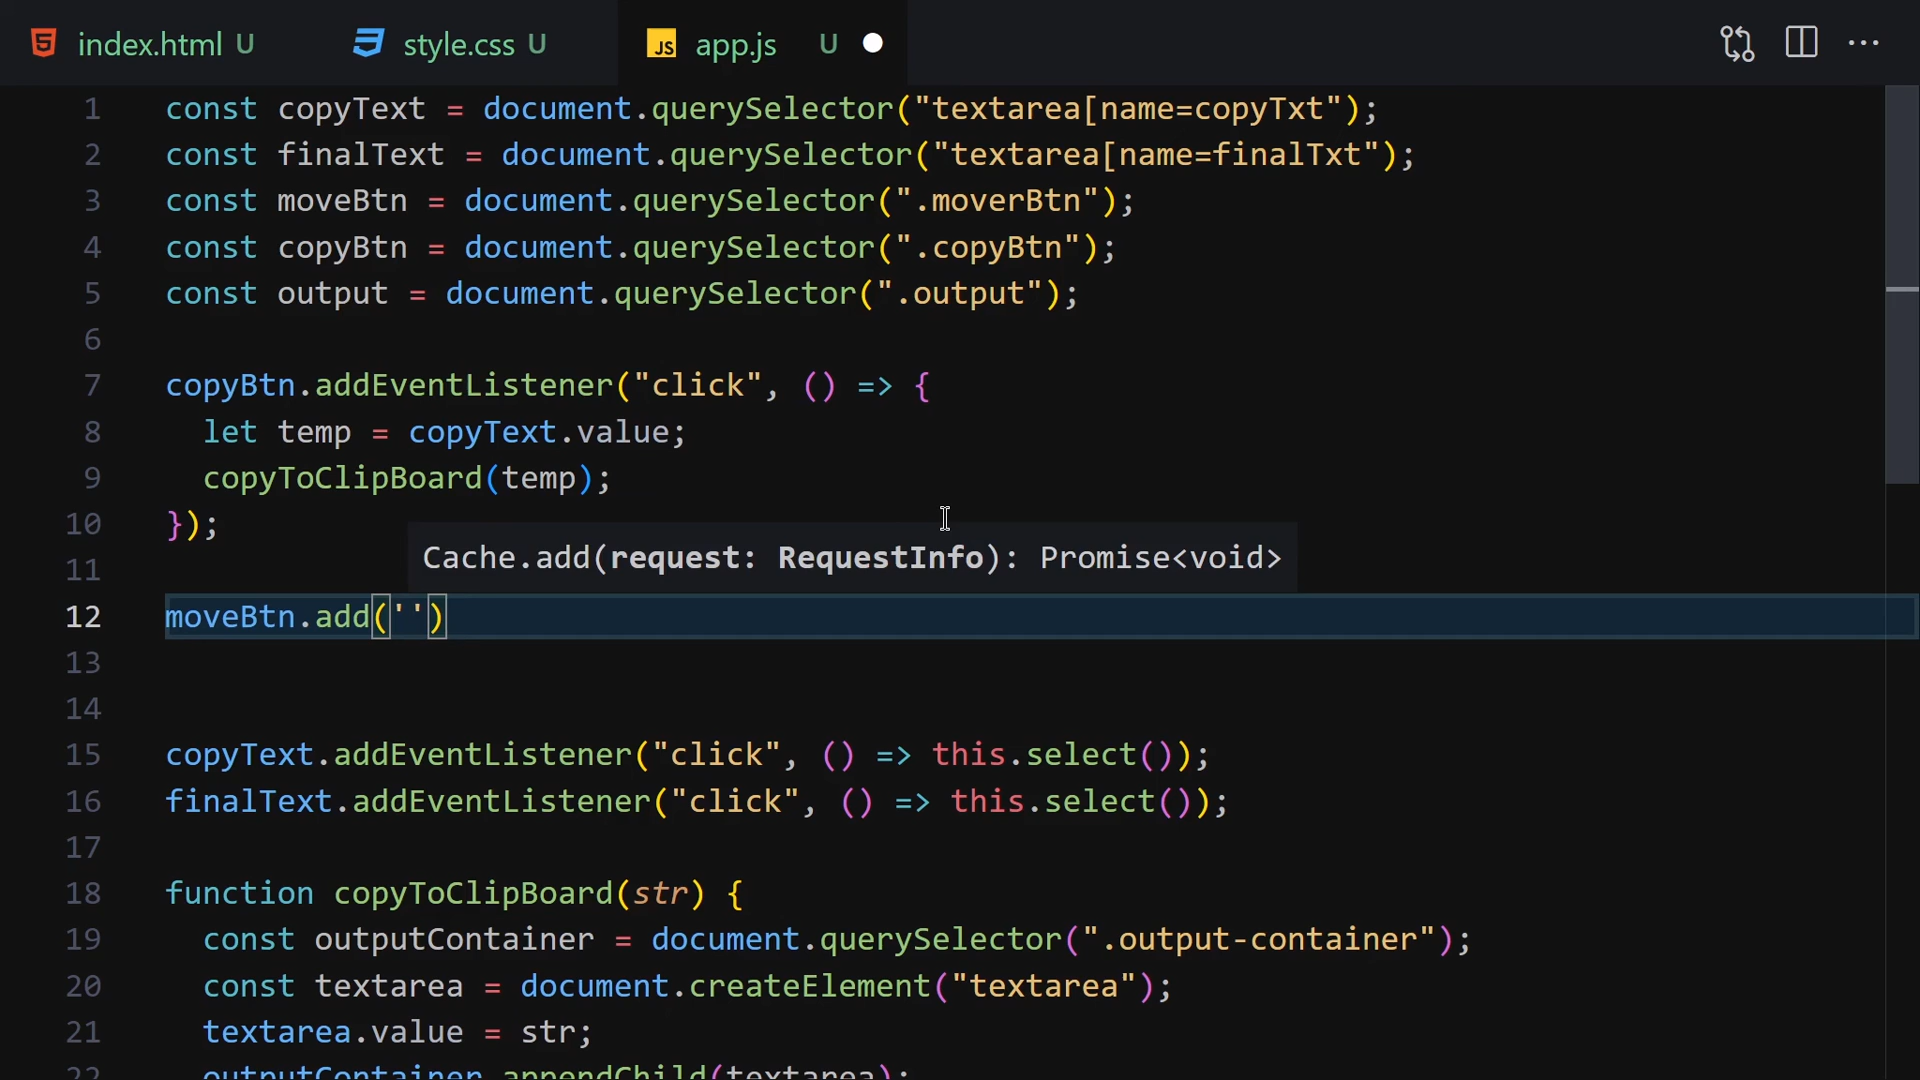 index.html U
style.css U
JS app.js U
1 const copyText = document.querySelector("textarea[name=copyTxt");
2 const finalText = document.querySelector("textarea[name=finalTxt");
3 const moveBtn = document.querySelector(".moverBtn");
4 const copyBtn = document.querySelector(".copyBtn");
5 const output = document.querySelector(".output");
6
7 copyBtn.addEventListener("click", () => {
8 let temp = copyText.value;
9 copyToClipBoard(temp);
10 });
Cache.add(request: RequestInfo): Promise<void>
11
12 moveBtn.add('')
13
14
15 copyText.addEventListener("click", () => this.select());
16 finalText.addEventListener("click", () => this.select());
17
18 function copyToClipBoard(str) {
19 const outputContainer = document.querySelector(".output-container");
20 const textarea = document.createElement("textarea");
21 textarea.value = str;
22 outputContainer.appendChild(textarea);